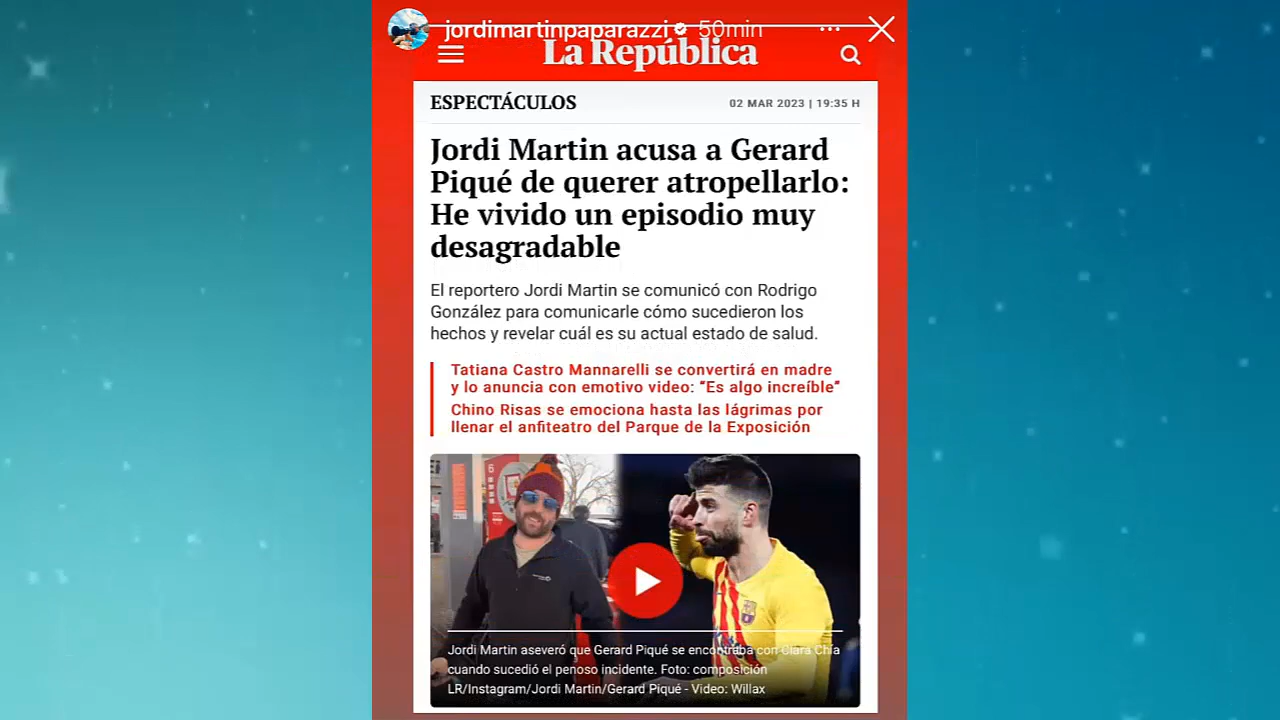 jordimartinpaparazzi 50min
La República
ESPECTÁCULOS
02 MAR 2023 | 19:35 H
Jordi Martin acusa a Gerard
Piqué de querer atropellarlo:
He vivido un episodio muy
desagradable
El reportero Jordi Martin se comunicó con Rodrigo
González para comunicarle cómo sucedieron los
hechos y revelar cuál es su actual estado de salud.
Tatiana Castro Mannarelli se convertirá en madre
y lo anuncia con emotivo video: “Es algo increíble”
Chino Risas se emociona hasta las lágrimas por
llenar el anfiteatro del Parque de la Exposición
Jordi Martin aseveró que Gerard Piqué se encontraba con Clara Chía
cuando sucedió el penoso incidente. Foto: composición
LR/Instagram/Jordi Martin/Gerard Piqué - Video: Willax